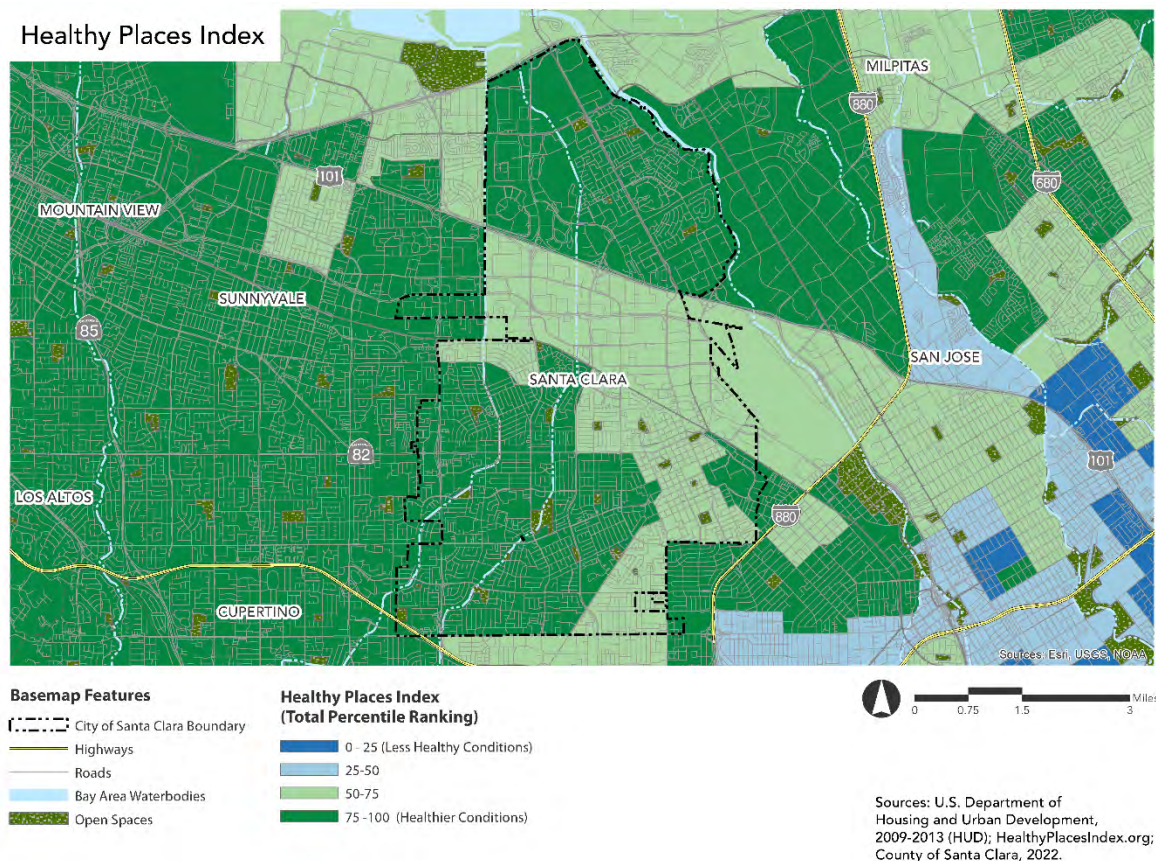 Healthy Places Index
MILPITAS
880
680
101
MOUNTAIN VIEW
SUNNYVALE
85
SAN JOSE
SANTA CLARA
82
101
LOS ALTOS
880
CUPERTINO
Sources: Esri, USGS, NOAA
Basemap Features
City of Santa Clara Boundary
Highways
Roads
Bay Area Waterbodies
Open Spaces
Healthy Places Index
(Total Percentile Ranking)
0 - 25 (Less Healthy Conditions)
25-50
50-75
75 -100 (Healthier Conditions)
Miles
0 0.75 1.5 3
Sources: U.S. Department of
Housing and Urban Development,
2009-2013 (HUD); HealthyPlacesIndex.org;
County of Santa Clara, 2022.